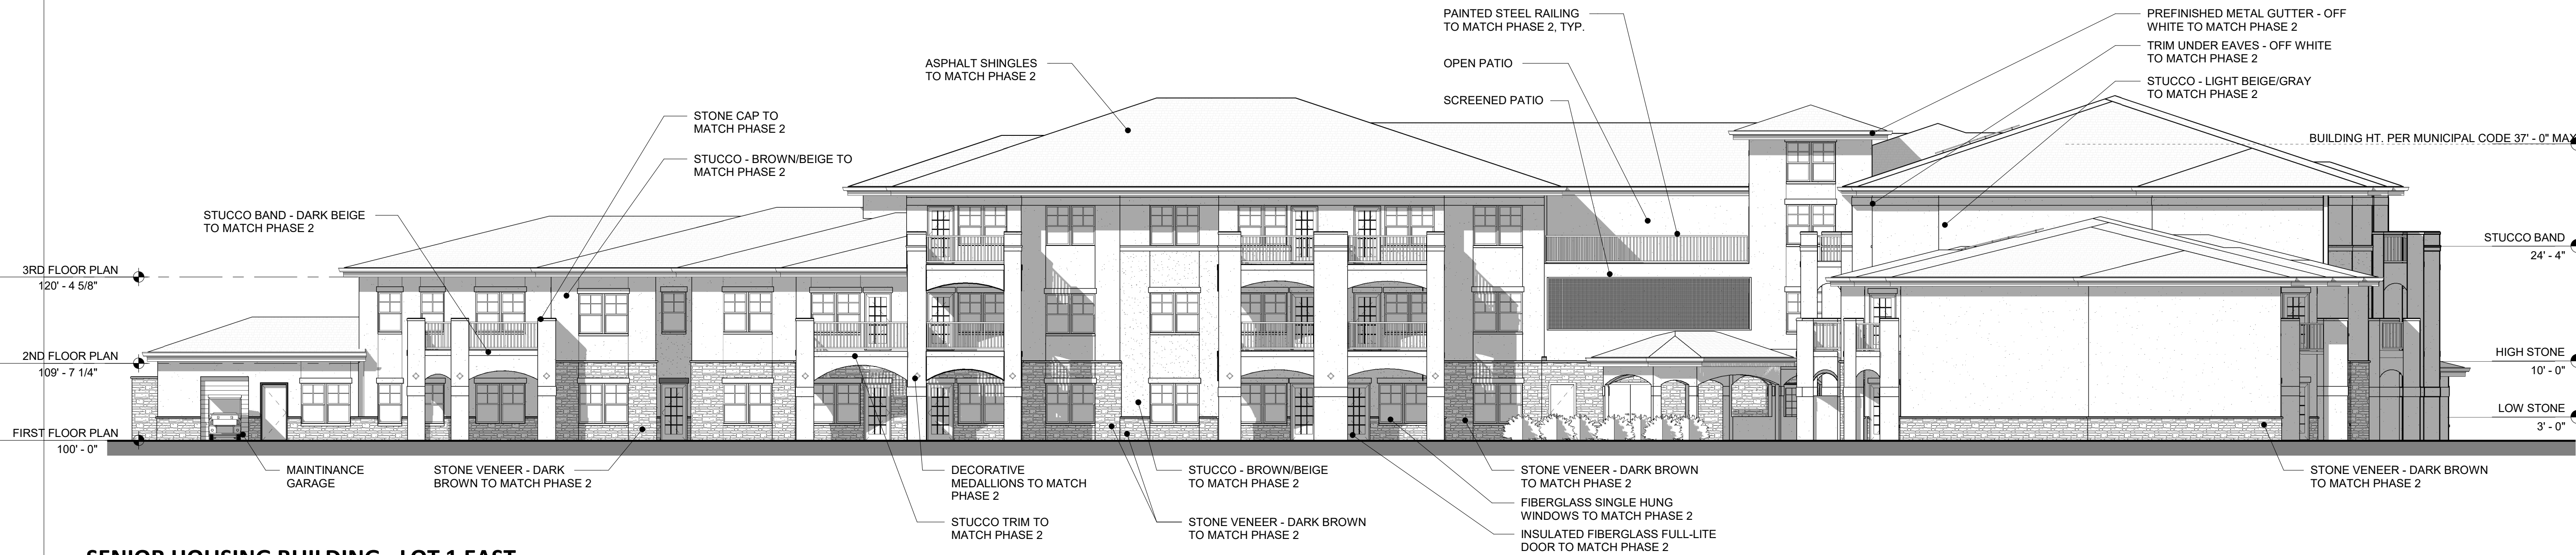 PAINTED STEEL RAILING
TO MATCH PHASE 2, TYP.
PREFINISHED METAL GUTTER - OFF
WHITE TO MATCH PHASE 2
TRIM UNDER EAVES - OFF WHITE
TO MATCH PHASE 2
ASPHALT SHINGLES
TO MATCH PHASE 2
OPEN PATIO
STUCCO - LIGHT BEIGE/GRAY
TO MATCH PHASE 2
SCREENED PATIO
STONE CAP TO
MATCH PHASE 2
BUILDING HT. PER MUNICIPAL CODE 37' - 0" MAX
STUCCO - BROWN/BEIGE TO
MATCH PHASE 2
STUCCO BAND - DARK BEIGE
TO MATCH PHASE 2
STUCCO BAND
24' - 4"
3RD FLOOR PLAN
120' - 4 5/8"
2ND FLOOR PLAN
109' - 7 1/4"
HIGH STONE
10' - 0"
LOW STONE
3' - 0"
FIRST FLOOR PLAN
100' - 0"
MAINTINANCE
GARAGE
STONE VENEER - DARK
BROWN TO MATCH PHASE 2
DECORATIVE
MEDALLIONS TO MATCH
PHASE 2
STUCCO TRIM TO
MATCH PHASE 2
STUCCO - BROWN/BEIGE
TO MATCH PHASE 2
STONE VENEER - DARK BROWN
TO MATCH PHASE 2
STONE VENEER - DARK BROWN
TO MATCH PHASE 2
FIBERGLASS SINGLE HUNG
WINDOWS TO MATCH PHASE 2
INSULATED FIBERGLASS FULL-LITE
DOOR TO MATCH PHASE 2
STONE VENEER - DARK BROWN
TO MATCH PHASE 2
SENIOR HOUSING BUILDING - LOT 1 EAST